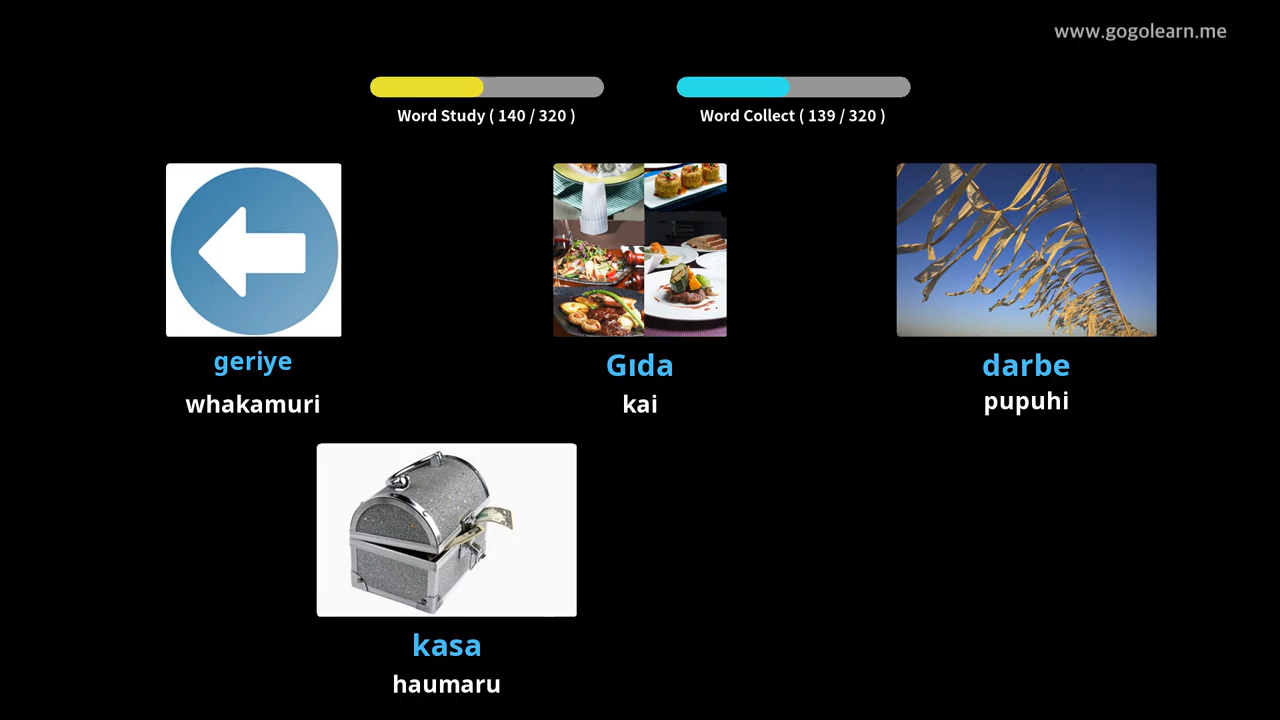 www.gogolearn.me
Word Study ( 140 / 320 )
Word Collect ( 139 / 320 )
geriye
whakamuri
Gıda
kai
darbe
pupuhi
kasa
haumaru